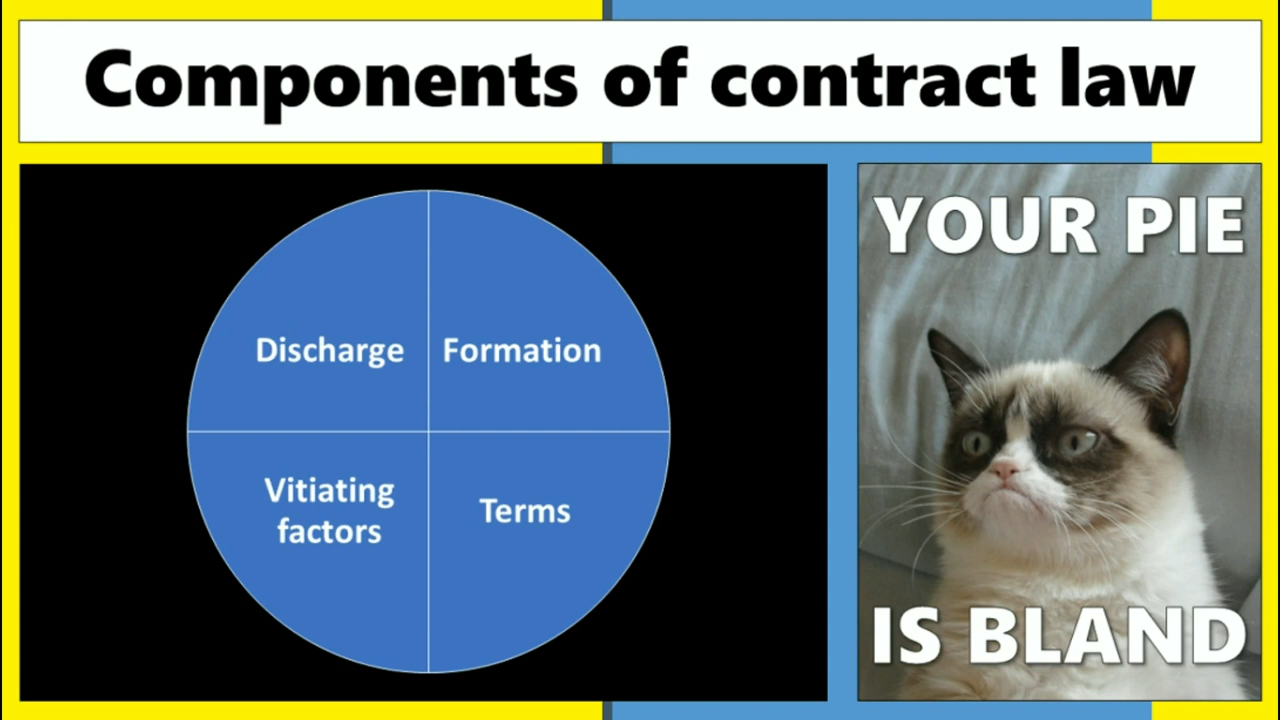 Components of contract law
Discharge
Formation
Vitiating
factors
Terms
YOUR PIE
IS BLAND